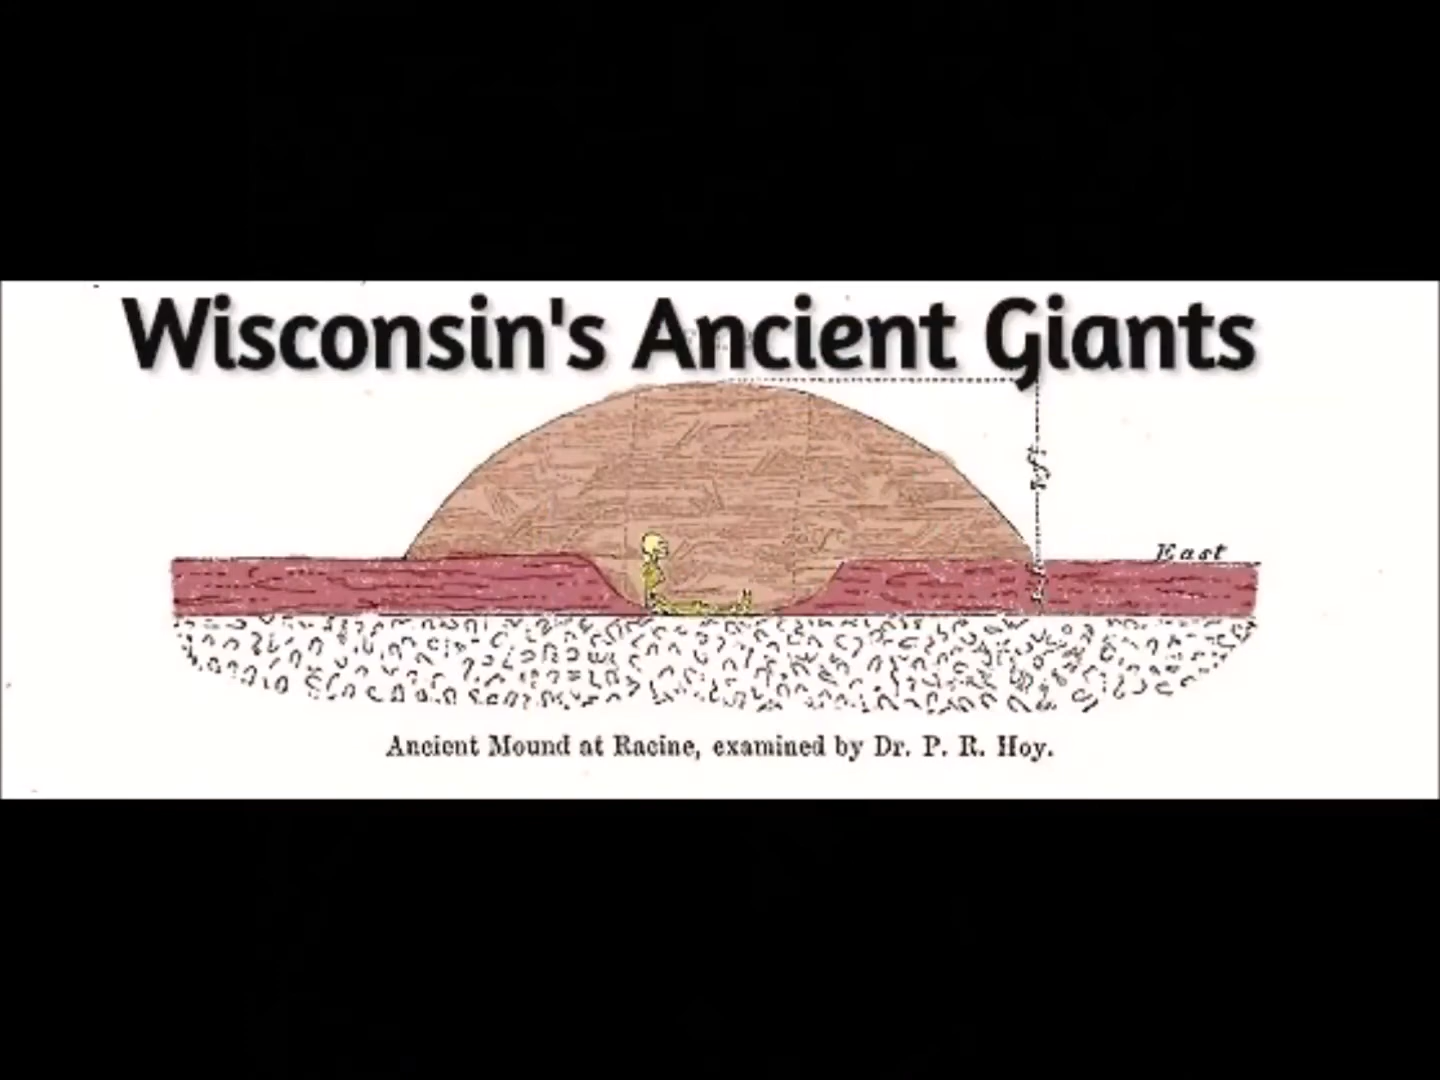 Wisconsin's Ancient Giants
East
Ancient Mound at Racine, examined by Dr. P. R. Hoy.